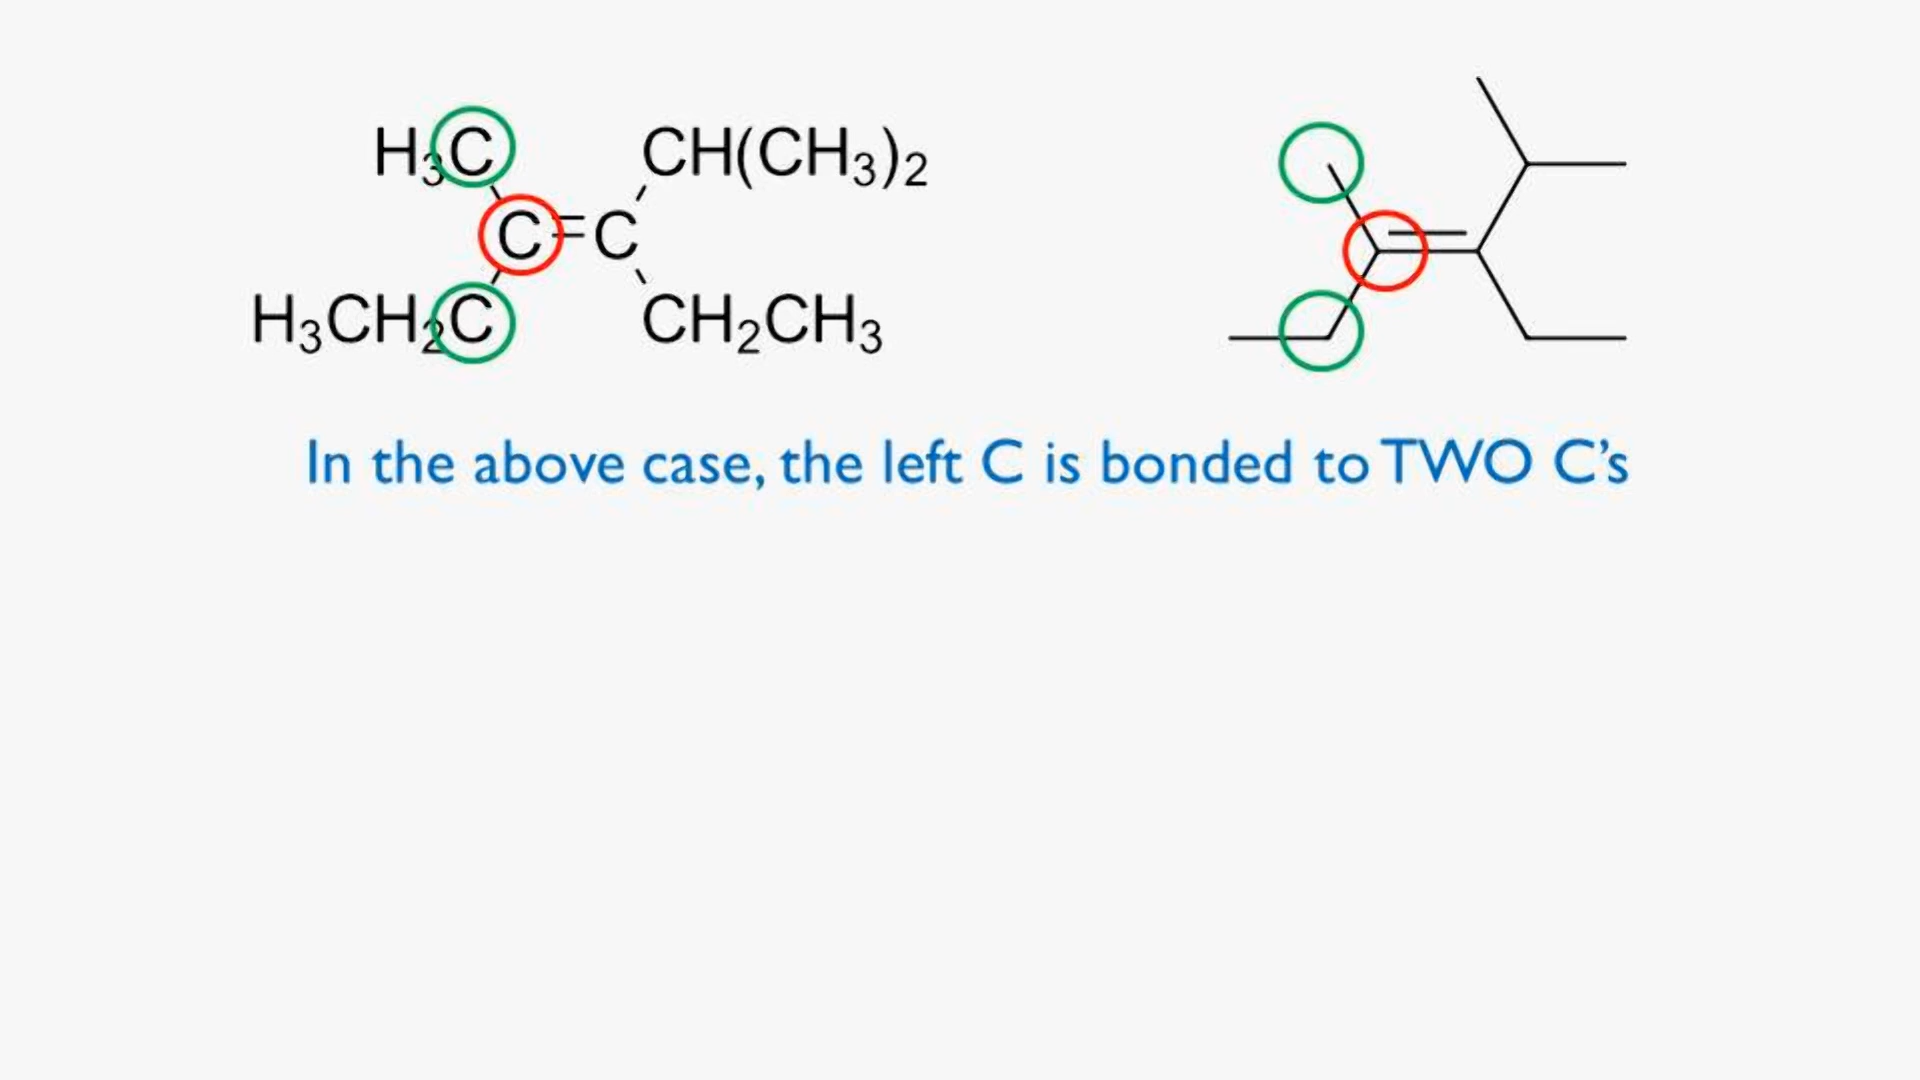 H₃C CH(CH₃)₂
C=C
H₃CH₂C CH₂CH₃
In the above case, the left C is bonded to TWO C’s